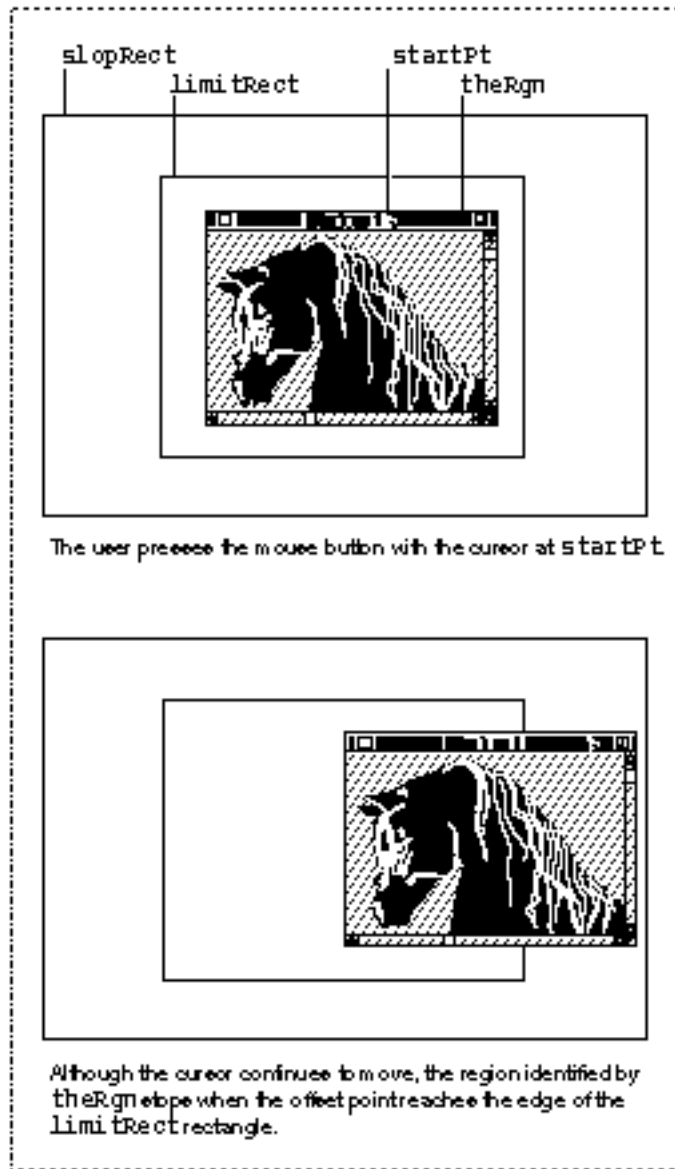 slopRect startPt
limitRect theRgn
The user presses the mouse button with the cursor at startPt
Although the cursor continues to move, the region identified by
theRgn stops when the offset point reaches the edge of the
limitRect rectangle.